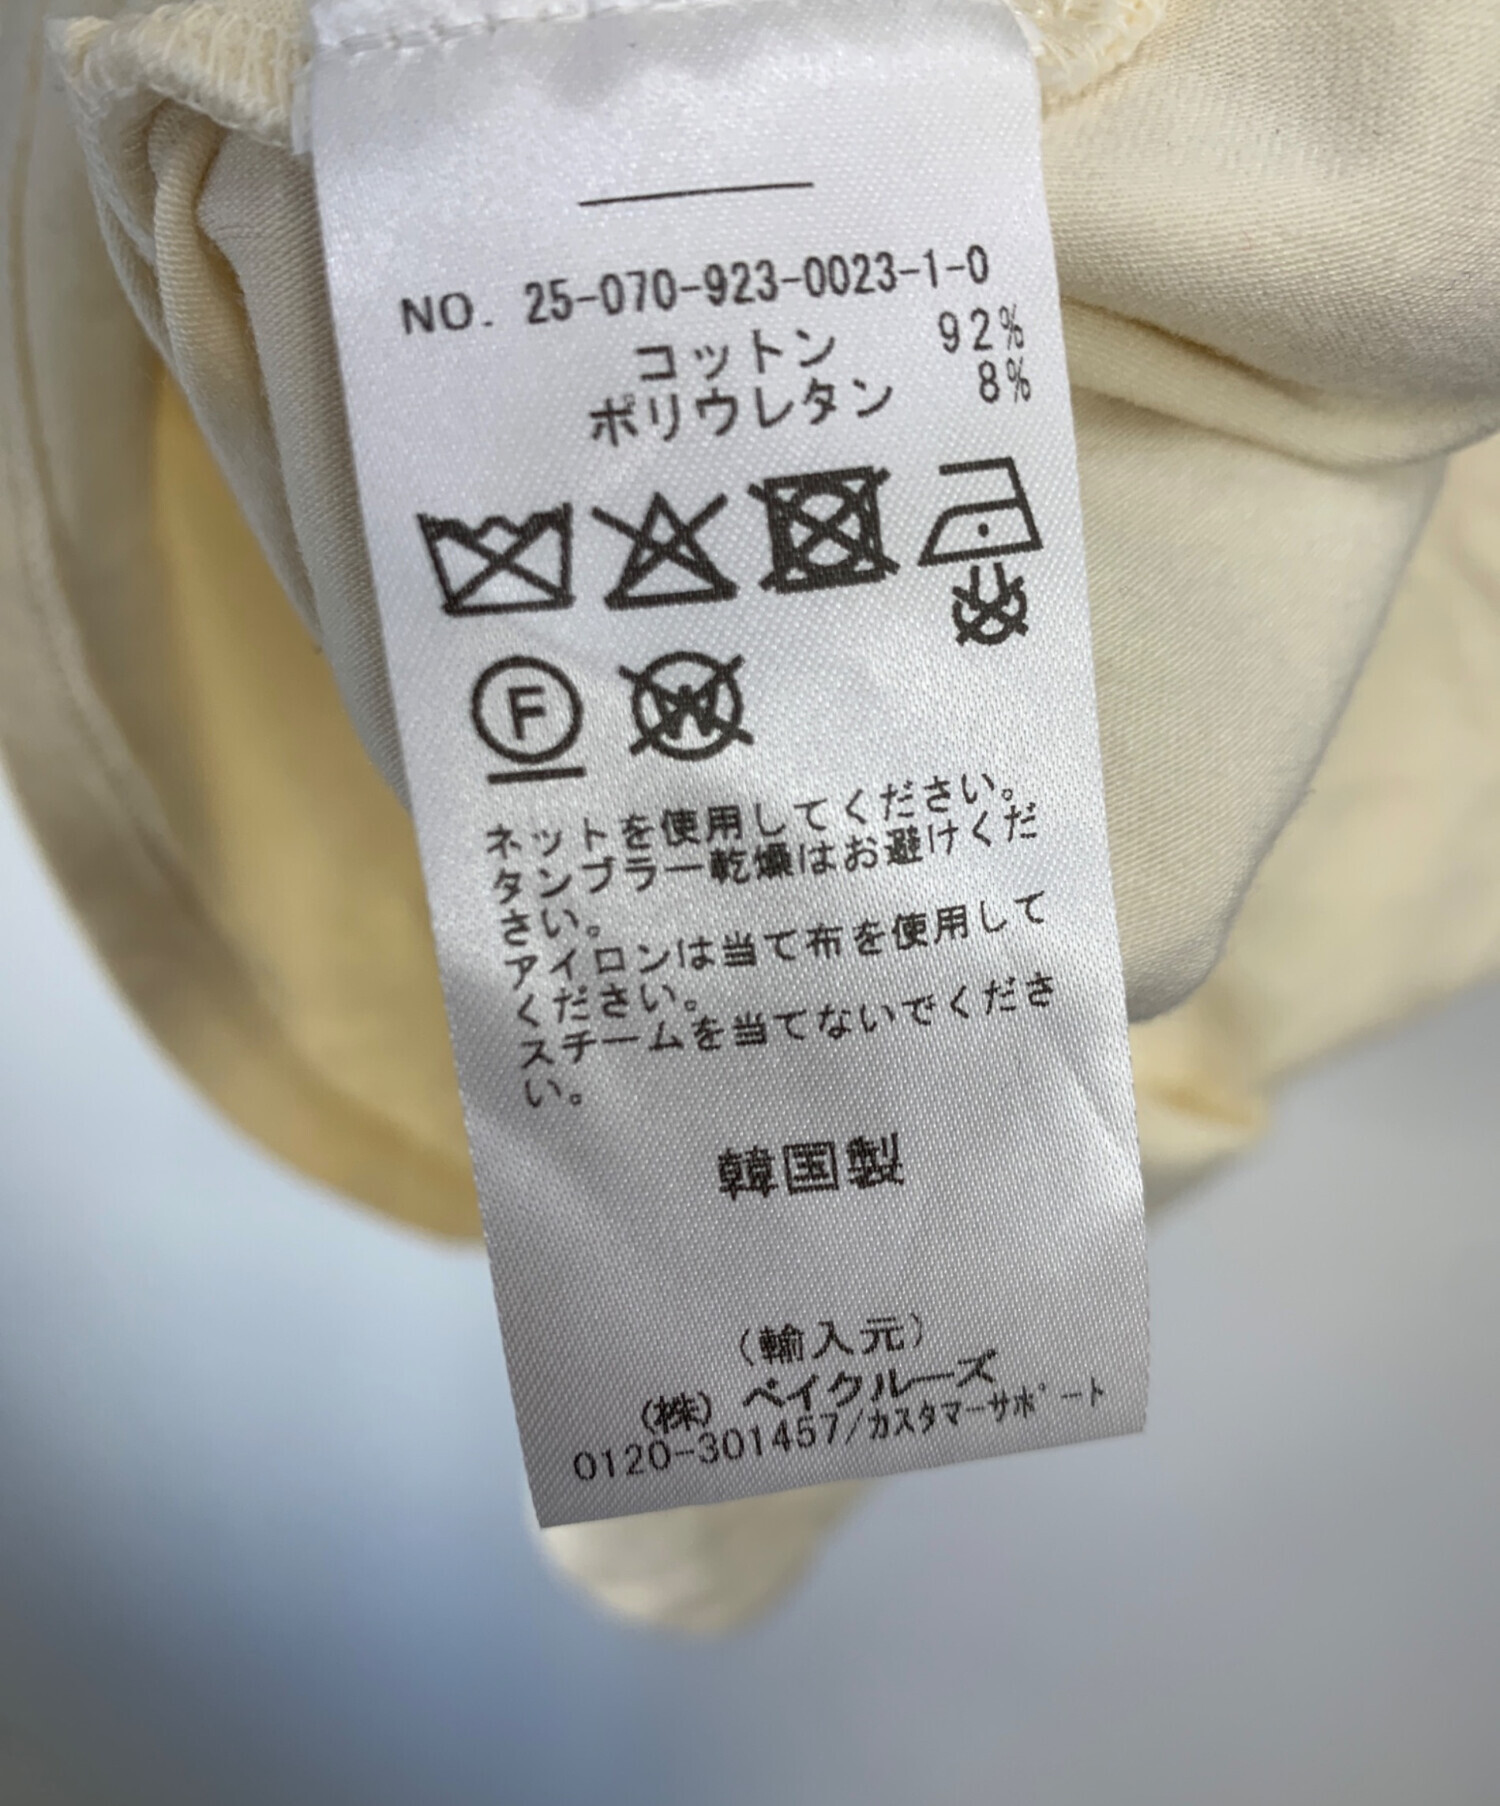 NO. 25-070-923-0023-1-0
コットン 92%
ポリウレタン 8%
F
W
ネットを使用してください。
タンブラー乾燥はお避けくだ
さい。
アイロンは当て布を使用して
ください。
スチームを当てないでくださ
い。
韓国製
(輸入元)
(株) ベイクルーズ
0120-301457/カスタマーサポート